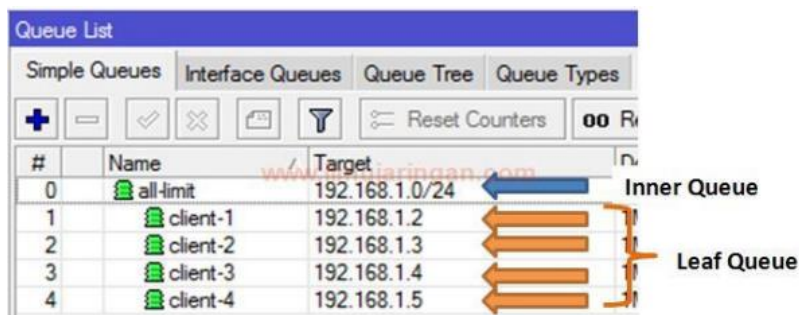 Queue List
Simple Queues Interface Queues Queue Tree Queue Types
Reset Counters 00
# Name Target
0 all-limit 192.168.1.0/24 Inner Queue
1 client-1 192.168.1.2
2 client-2 192.168.1.3
3 client-3 192.168.1.4
4 client-4 192.168.1.5
Leaf Queue